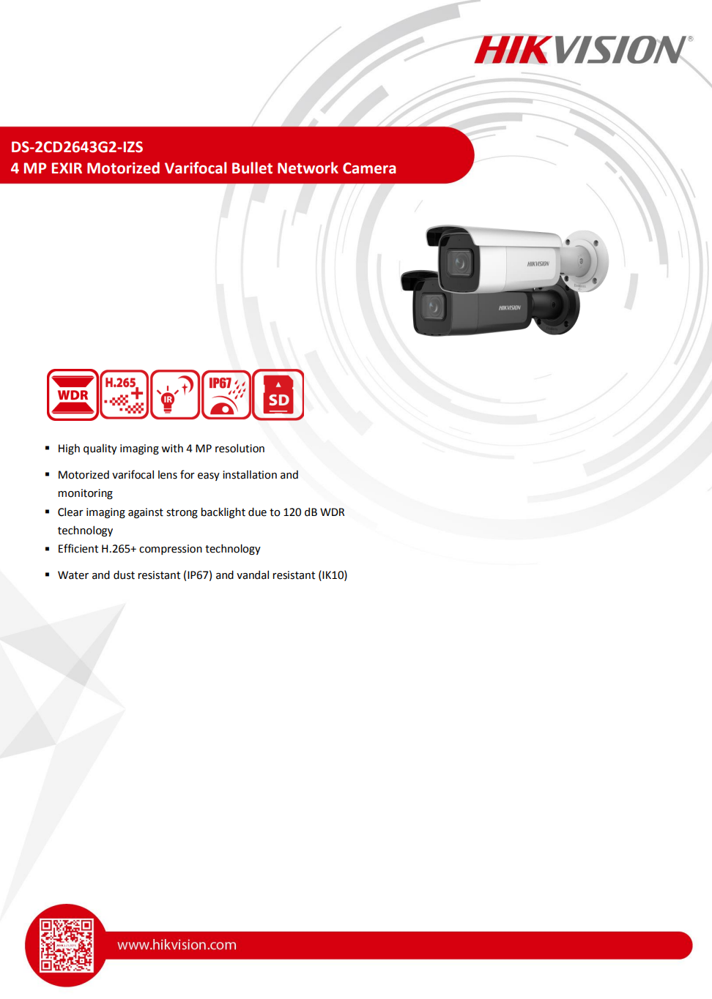 HIKVISION®
DS-2CD2643G2-IZS
4 MP EXIR Motorized Varifocal Bullet Network Camera
HIKVISION
HIKVISION
WDR
H.265
+
IR
IP67
SD
▪ High quality imaging with 4 MP resolution
▪ Motorized varifocal lens for easy installation and
monitoring
▪ Clear imaging against strong backlight due to 120 dB WDR
technology
▪ Efficient H.265+ compression technology
▪ Water and dust resistant (IP67) and vandal resistant (IK10)
HIKVISION
www.hikvision.com